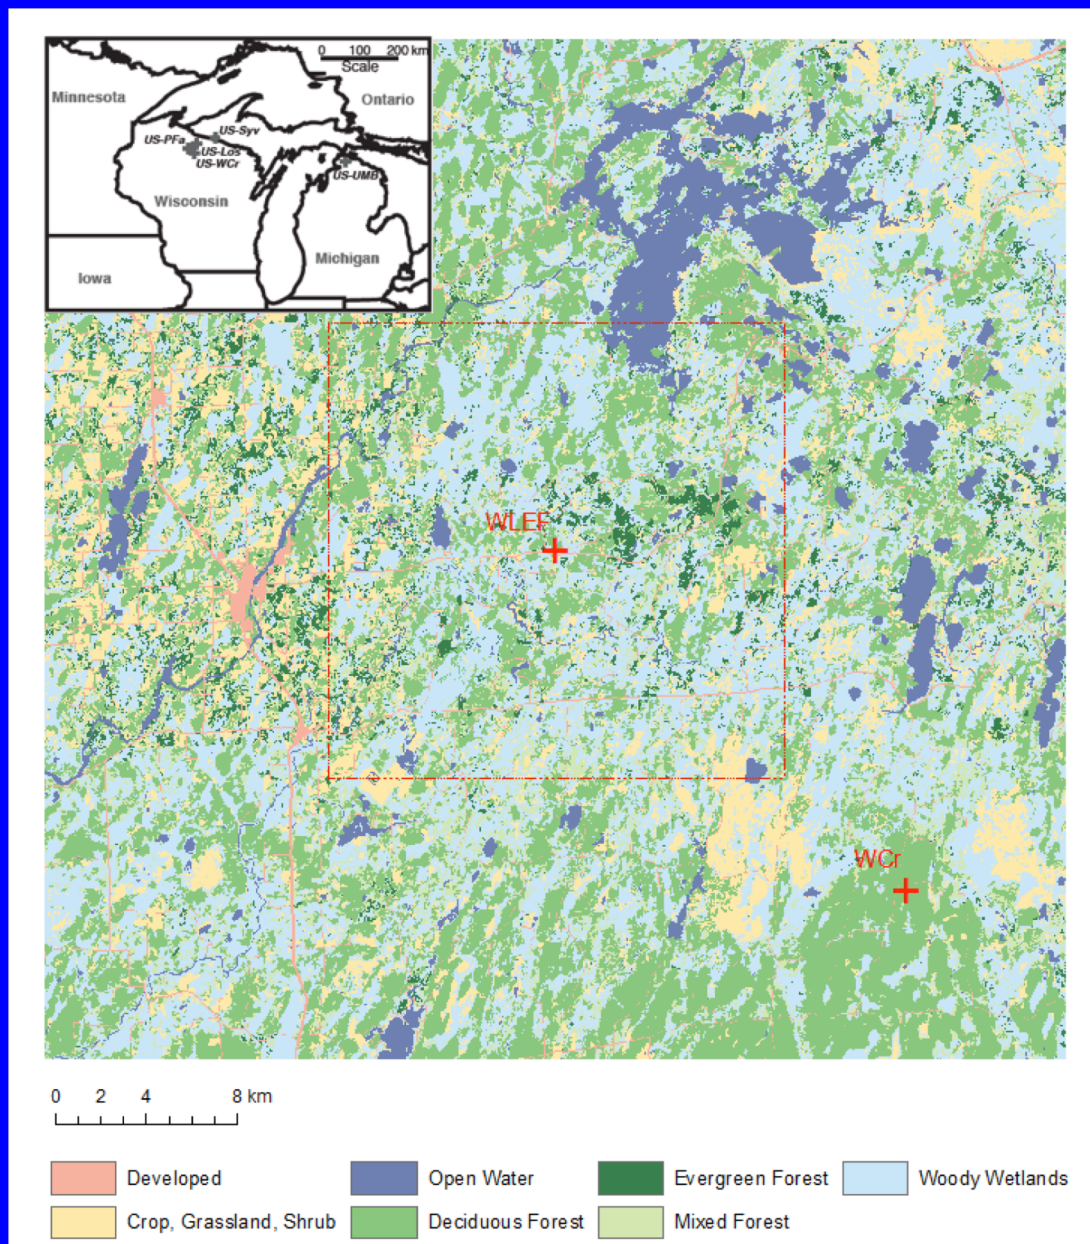 0 100 200 km
Scale
Minnesota
Ontario
US-Syv
US-PFa
US-Los
US-WCr
US-UMB
Wisconsin
Michigan
Iowa
WLEF
WCr
0 2 4 8 km
Developed
Open Water
Evergreen Forest
Woody Wetlands
Crop, Grassland, Shrub
Deciduous Forest
Mixed Forest